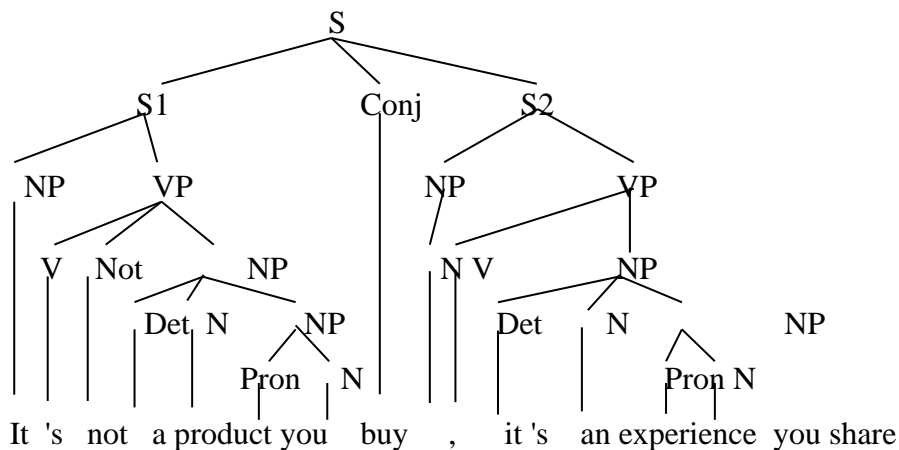 S
S1 Conj S2
NP VP NP VP
V Not NP N V NP
Det N NP Det N NP
Pron N Pron N
It 's not a product you buy , it 's an experience you share